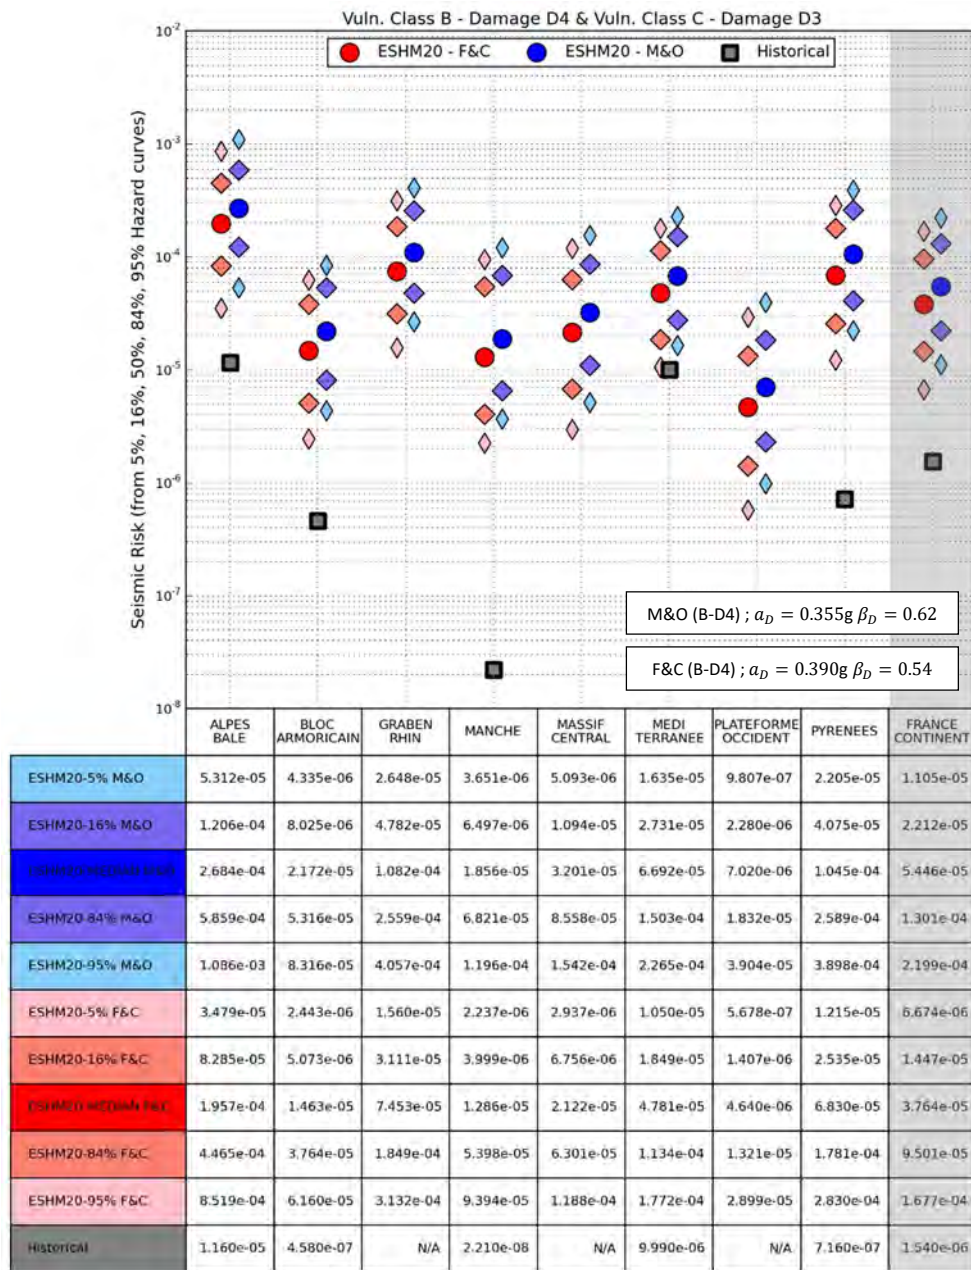 Vuln. Class B - Damage D4 & Vuln. Class C - Damage D3
ESHM20 - F&C ESHM20 - M&O Historical
Seismic Risk (from 5%, 16%, 50%, 84%, 95% Hazard curves)
10^-2
10^-3
10^-4
10^-5
10^-6
10^-7
10^-8
M&O (B-D4) ; a_D = 0.355g β_D = 0.62
F&C (B-D4) ; a_D = 0.390g β_D = 0.54
ALPES BALE BLOC ARMORICAIN GRABEN RHIN MANCHE MASSIF CENTRAL MEDI TERRANEE PLATEFORME OCCIDENT PYRENEES FRANCE CONTINENT
ESHM20-5% M&O 5.312e-05 4.335e-06 2.648e-05 3.651e-06 5.093e-06 1.635e-05 9.807e-07 2.205e-05 1.105e-05
ESHM20-16% M&O 1.206e-04 8.025e-06 4.782e-05 6.497e-06 1.094e-05 2.731e-05 2.280e-06 4.075e-05 2.212e-05
ESHM20-MEDIAN M&O 2.684e-04 2.172e-05 1.082e-04 1.856e-05 3.201e-05 6.692e-05 7.020e-06 1.045e-04 5.446e-05
ESHM20-84% M&O 5.859e-04 5.316e-05 2.559e-04 6.821e-05 8.558e-05 1.503e-04 1.832e-05 2.589e-04 1.301e-04
ESHM20-95% M&O 1.086e-03 8.316e-05 4.057e-04 1.196e-04 1.542e-04 2.265e-04 3.904e-05 3.898e-04 2.199e-04
ESHM20-5% F&C 3.479e-05 2.443e-06 1.560e-05 2.237e-06 2.937e-06 1.050e-05 5.678e-07 1.215e-05 6.674e-06
ESHM20-16% F&C 8.285e-05 5.073e-06 3.111e-05 3.999e-06 6.756e-06 1.849e-05 1.407e-06 2.535e-05 1.447e-05
ESHM20-MEDIAN F&C 1.957e-04 1.463e-05 7.453e-05 1.286e-05 2.122e-05 4.781e-05 4.640e-06 6.830e-05 3.764e-05
ESHM20-84% F&C 4.465e-04 3.764e-05 1.849e-04 5.398e-05 6.301e-05 1.134e-04 1.321e-05 1.781e-04 9.501e-05
ESHM20-95% F&C 8.519e-04 6.160e-05 3.132e-04 9.394e-05 1.188e-04 1.772e-04 2.899e-05 2.830e-04 1.677e-04
Historical 1.160e-05 4.580e-07 N/A 2.210e-08 N/A 9.990e-06 N/A 7.160e-07 1.540e-06